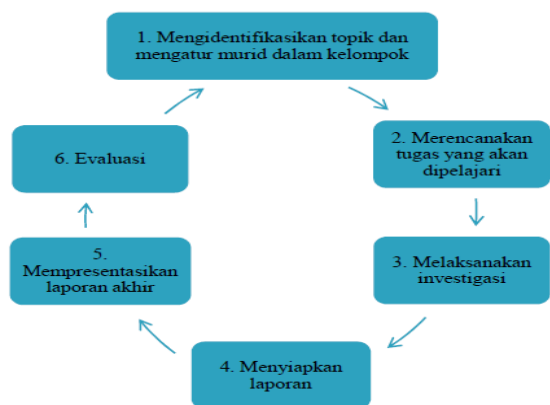 1. Mengidentifikasikan topik dan
mengatur murid dalam kelompok
2. Merencanakan
tugas yang akan
dipelajari
3. Melaksanakan
investigasi
4. Menyiapkan
laporan
5.
Mempresentasikan
laporan akhir
6. Evaluasi